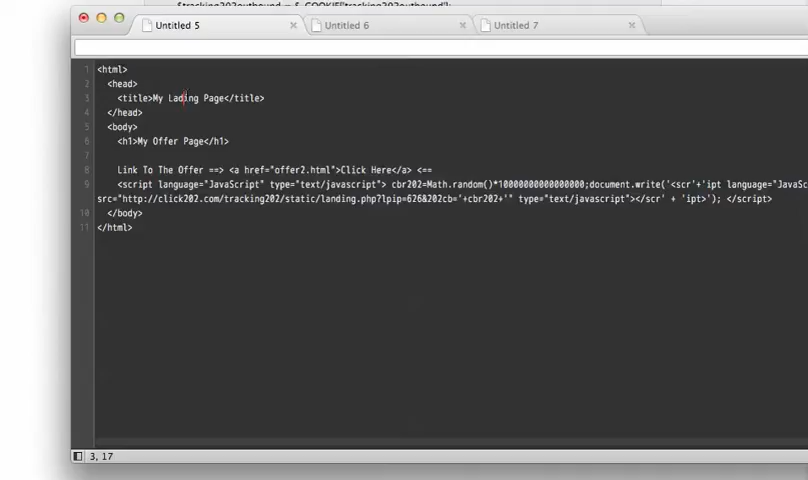 $tracking202outbound = $_COOKIE['tracking202outbound'];
Untitled 5
Untitled 6
Untitled 7
1 <html>
2 <head>
3 <title>My Lading Page</title>
4 </head>
5 <body>
6 <h1>My Offer Page</h1>
7
8 Link To The Offer ==> <a href="offer2.html">Click Here</a> <==
9 <script language="JavaScript" type="text/javascript"> cbr202=Math.random()*10000000000000000;document.write('<scr'+'ipt language="JavaSc
src="http://click202.com/tracking202/static/landing.php?lpip=626&202cb='+cbr202+'" type="text/javascript"></scr' + 'ipt>'); </script>
10 </body>
11 </html>
3, 17